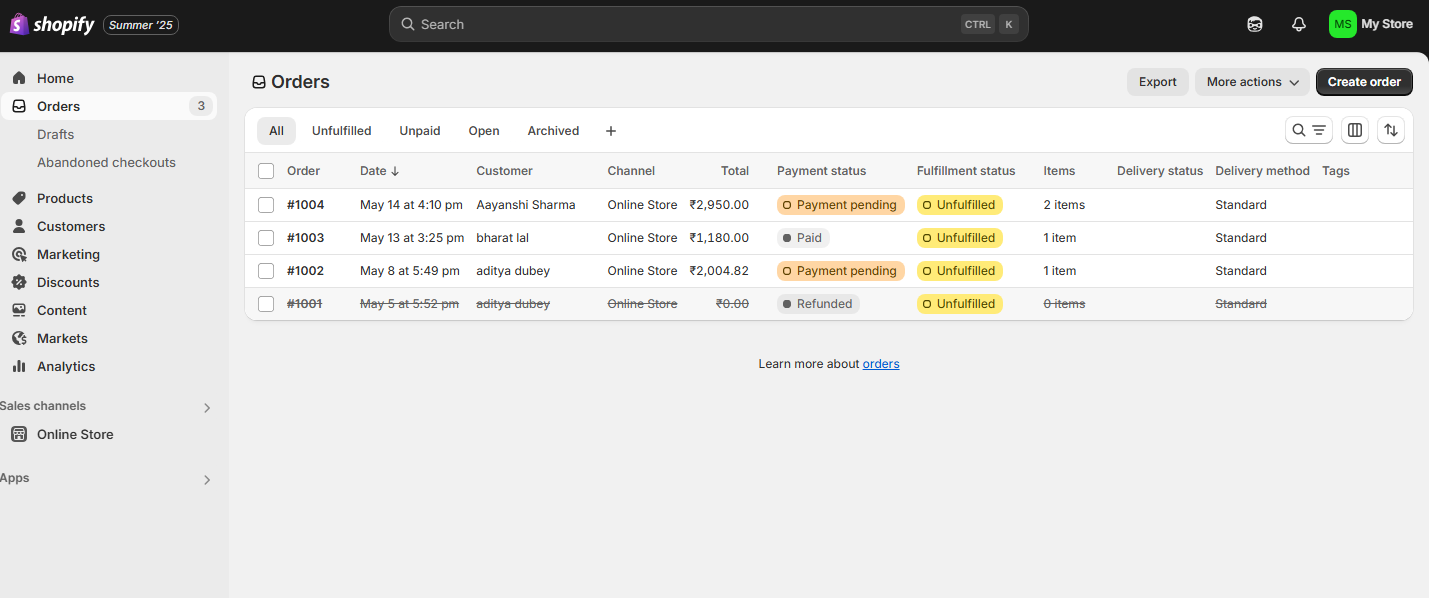 shopify Summer '25 Search CTRL K MS My Store
Home
Orders 3
Drafts
Abandoned checkouts
Products
Customers
Marketing
Discounts
Content
Markets
Analytics
Sales channels
Online Store
Apps
Orders Export More actions Create order
All Unfulfilled Unpaid Open Archived +
Order Date ↓ Customer Channel Total Payment status Fulfillment status Items Delivery status Delivery method Tags
#1004 May 14 at 4:10 pm Aayanshi Sharma Online Store ₹2,950.00 Payment pending Unfulfilled 2 items Standard
#1003 May 13 at 3:25 pm bharat lal Online Store ₹1,180.00 Paid Unfulfilled 1 item Standard
#1002 May 8 at 5:49 pm aditya dubey Online Store ₹2,004.82 Payment pending Unfulfilled 1 item Standard
#1001 May 5 at 5:52 pm aditya dubey Online Store ₹0.00 Refunded Unfulfilled 0 items Standard
Learn more about orders